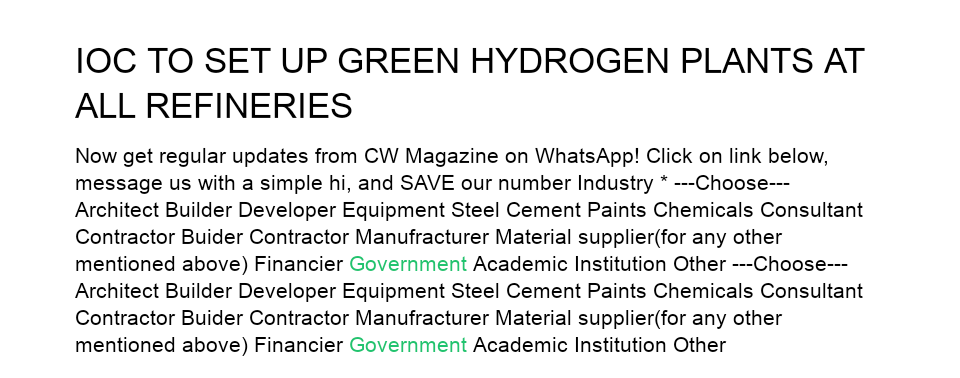 IOC TO SET UP GREEN HYDROGEN PLANTS AT
ALL REFINERIES
Now get regular updates from CW Magazine on WhatsApp! Click on link below,
message us with a simple hi, and SAVE our number Industry * ---Choose---
Architect Builder Developer Equipment Steel Cement Paints Chemicals Consultant
Contractor Buider Contractor Manufracturer Material supplier(for any other
mentioned above) Financier Government Academic Institution Other ---Choose---
Architect Builder Developer Equipment Steel Cement Paints Chemicals Consultant
Contractor Buider Contractor Manufracturer Material supplier(for any other
mentioned above) Financier Government Academic Institution Other